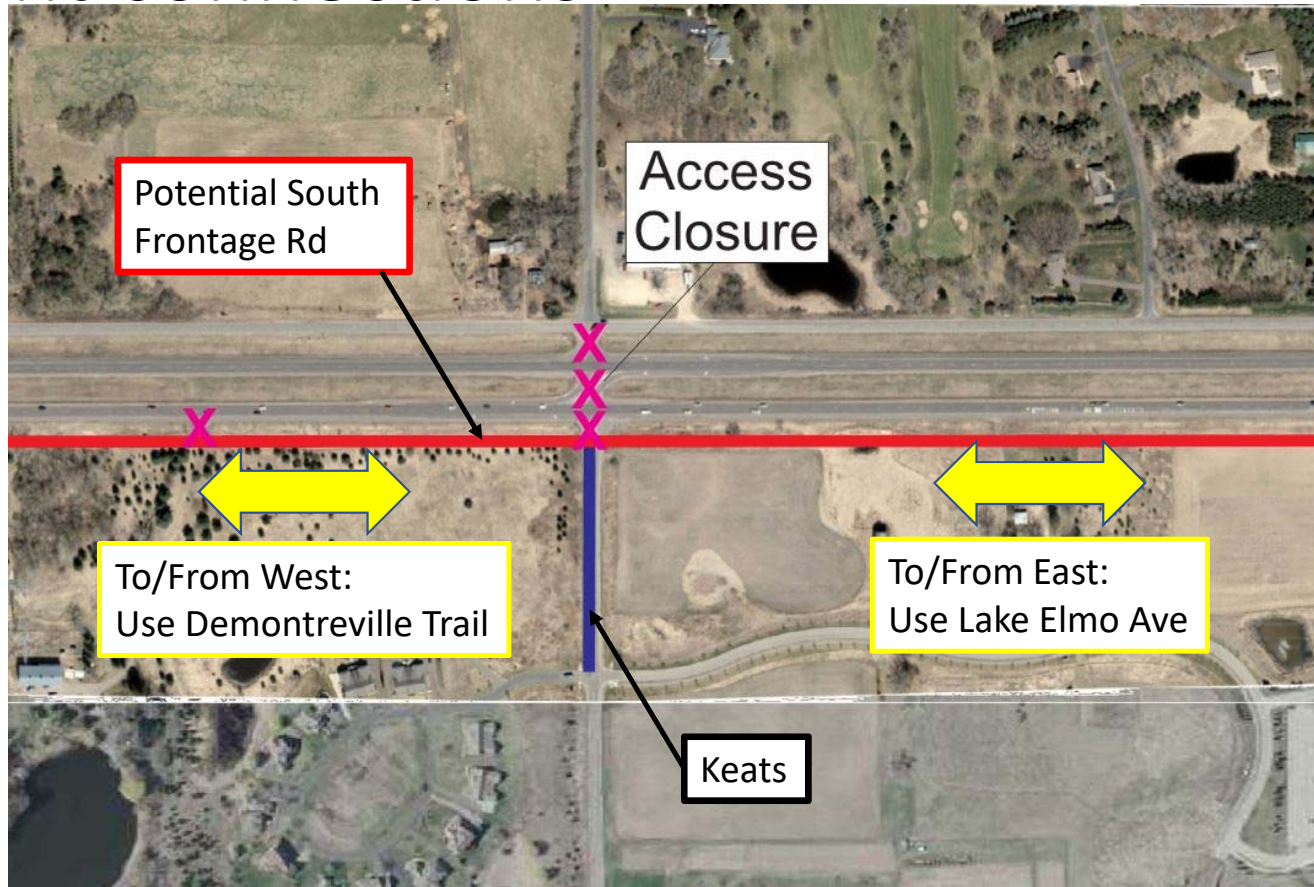 Potential South
Frontage Rd
Access
Closure
X
X
X
X
To/From West:
Use Demontreville Trail
To/From East:
Use Lake Elmo Ave
Keats